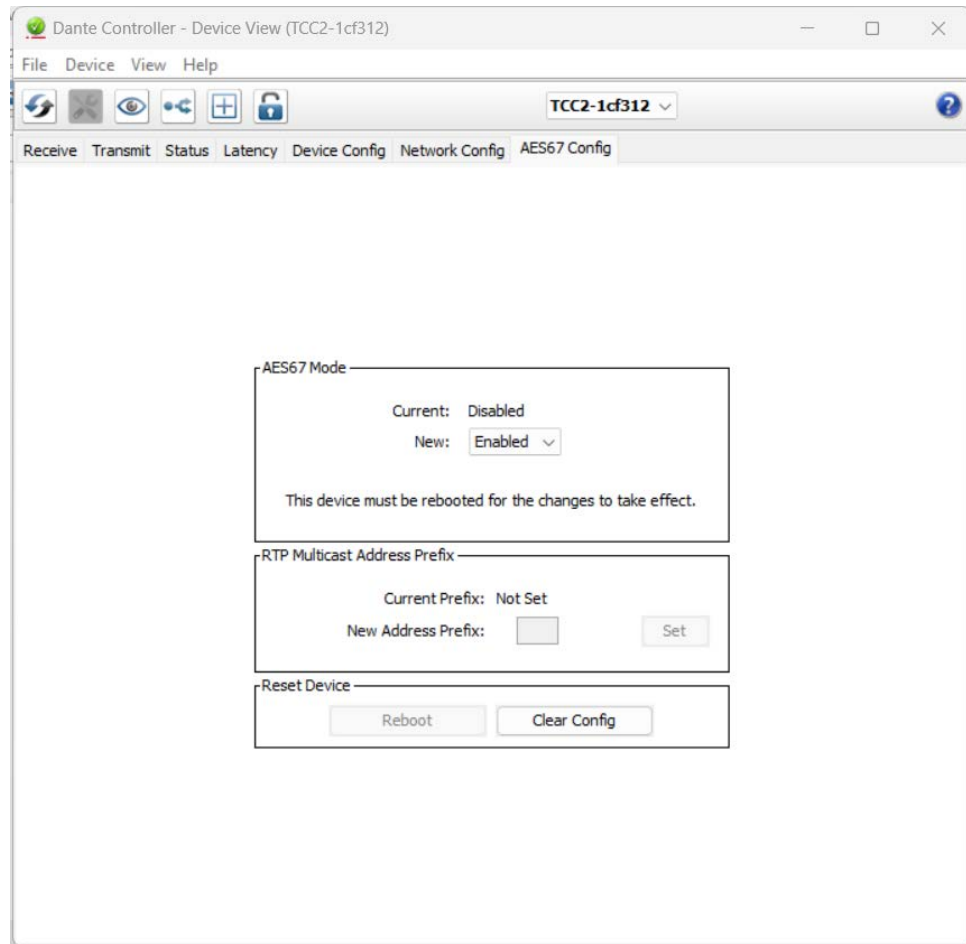 Dante Controller - Device View (TCC2-1cf312)
File Device View Help
TCC2-1cf312
Receive Transmit Status Latency Device Config Network Config AES67 Config
AES67 Mode
Current: Disabled
New: Enabled
This device must be rebooted for the changes to take effect.
RTP Multicast Address Prefix
Current Prefix: Not Set
New Address Prefix: Set
Reset Device
Reboot Clear Config